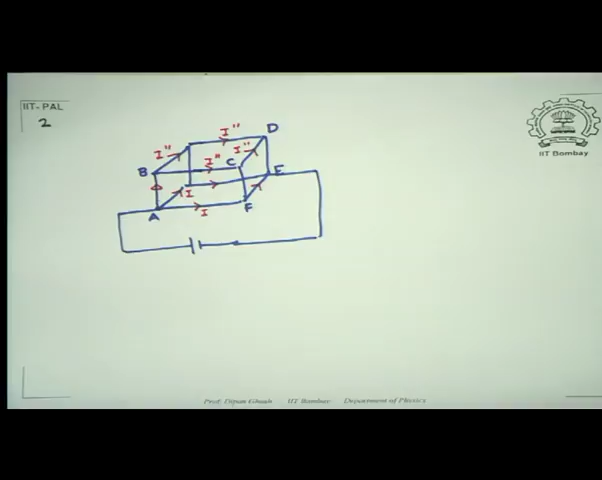 IIT-PAL
2
IIT Bombay
D
I"
I"
I"
I"
C
B
E
I
I
A
F
Prof. Dipan Ghosh IIT Bombay Department of Physics